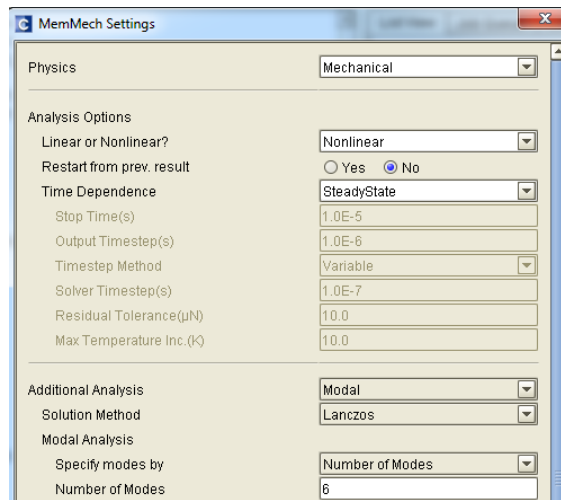 MemMech Settings
Physics Mechanical
Analysis Options
Linear or Nonlinear? Nonlinear
Restart from prev. result Yes No
Time Dependence SteadyState
Stop Time(s) 1.0E-5
Output Timestep(s) 1.0E-6
Timestep Method Variable
Solver Timestep(s) 1.0E-7
Residual Tolerance(µN) 10.0
Max Temperature Inc.(K) 10.0
Additional Analysis Modal
Solution Method Lanczos
Modal Analysis
Specify modes by Number of Modes
Number of Modes 6